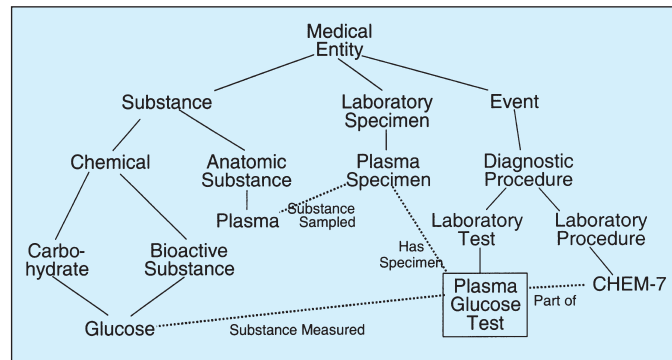 Medical
Entity
Substance
Laboratory
Specimen
Event
Chemical
Anatomic
Substance
Plasma
Specimen
Diagnostic
Procedure
Plasma
Substance
Sampled
Laboratory
Test
Laboratory
Procedure
Carbo-
hydrate
Bioactive
Substance
Has
Specimen
Plasma
Glucose
Test
Part of
CHEM-7
Glucose
Substance Measured